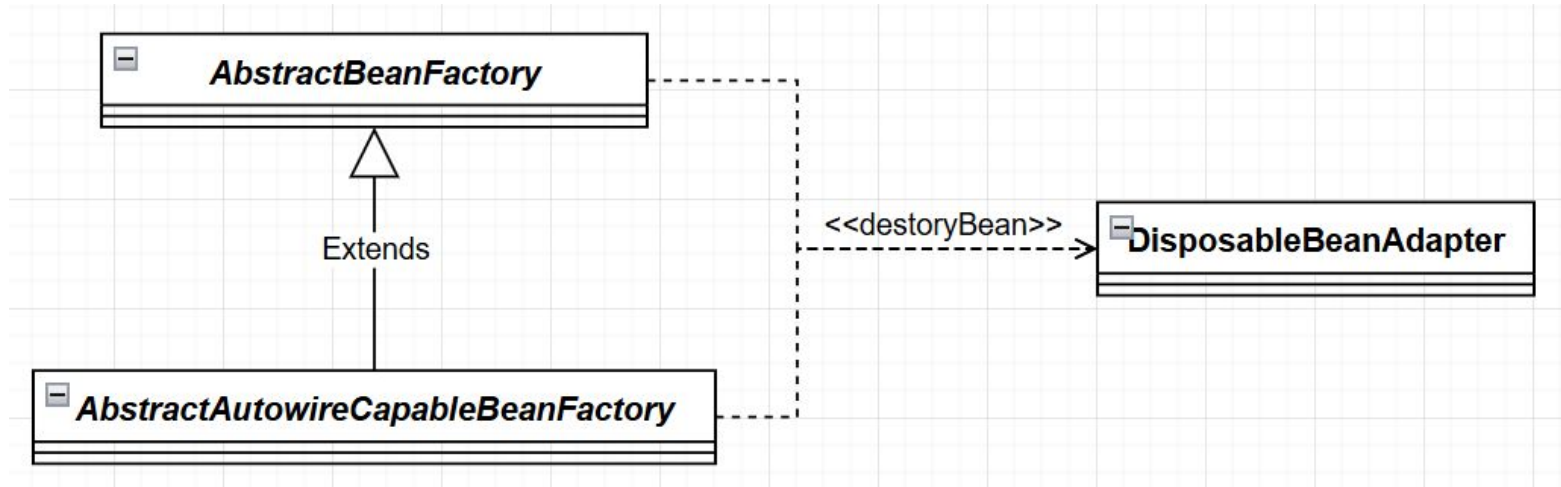 AbstractBeanFactory
Extends
<<destoryBean>>
DisposableBeanAdapter
AbstractAutowireCapableBeanFactory